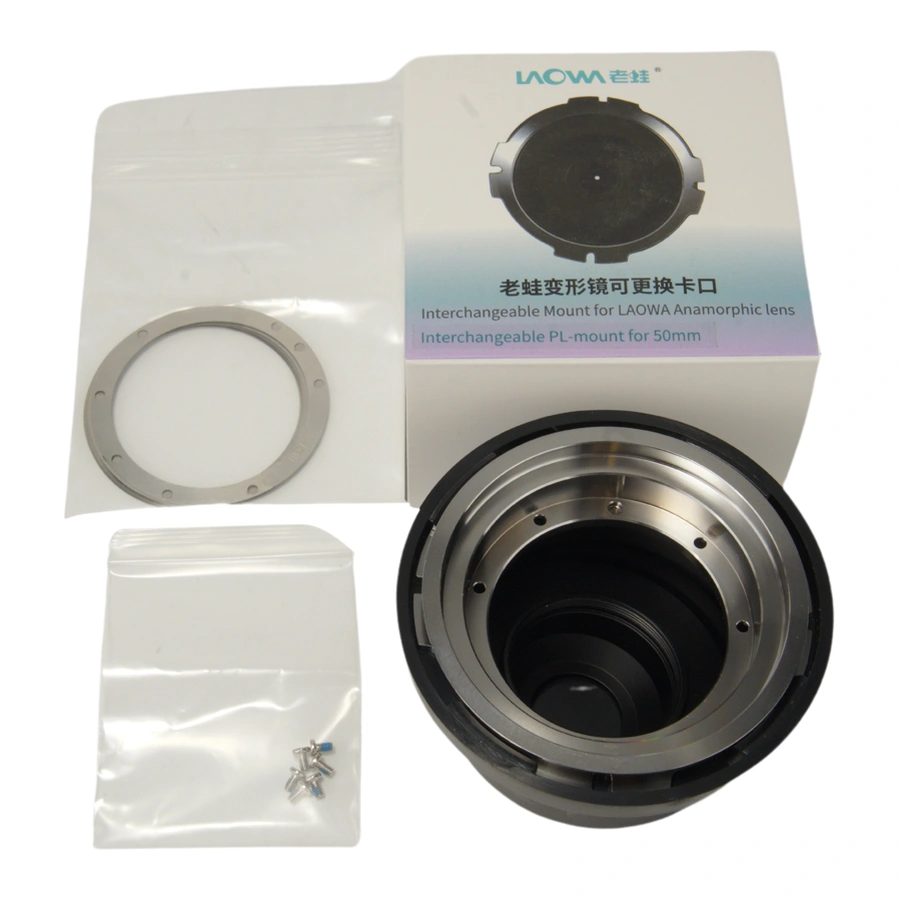 LAOWA 老蛙®
老蛙变形镜可更换卡口
Interchangeable Mount for LAOWA Anamorphic lens
Interchangeable PL-mount for 50mm